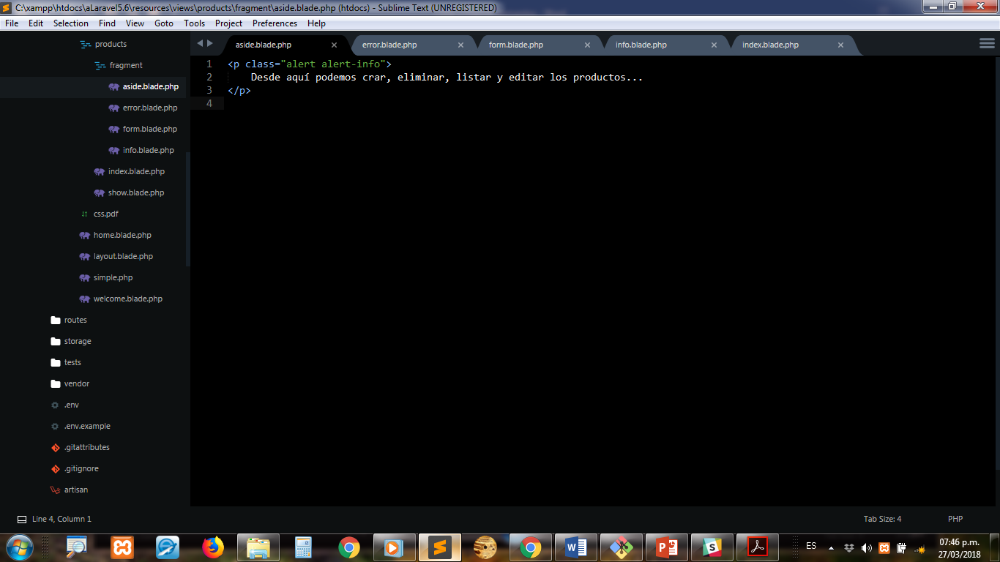 C:\xampp\htdocs\aLaravel5.6\resources\views\products\fragment\aside.blade.php (htdocs) - Sublime Text (UNREGISTERED)
File Edit Selection Find View Goto Tools Project Preferences Help
products
fragment
aside.blade.php
error.blade.php
form.blade.php
info.blade.php
index.blade.php
show.blade.php
css.pdf
home.blade.php
layout.blade.php
simple.php
welcome.blade.php
routes
storage
tests
vendor
.env
.env.example
.gitattributes
.gitignore
artisan
aside.blade.php error.blade.php form.blade.php info.blade.php index.blade.php
1 <p class="alert alert-info">
2 Desde aquí podemos crar, eliminar, listar y editar los productos...
3 </p>
4
Line 4, Column 1 Tab Size: 4 PHP
ES
07:46 p.m.
27/03/2018